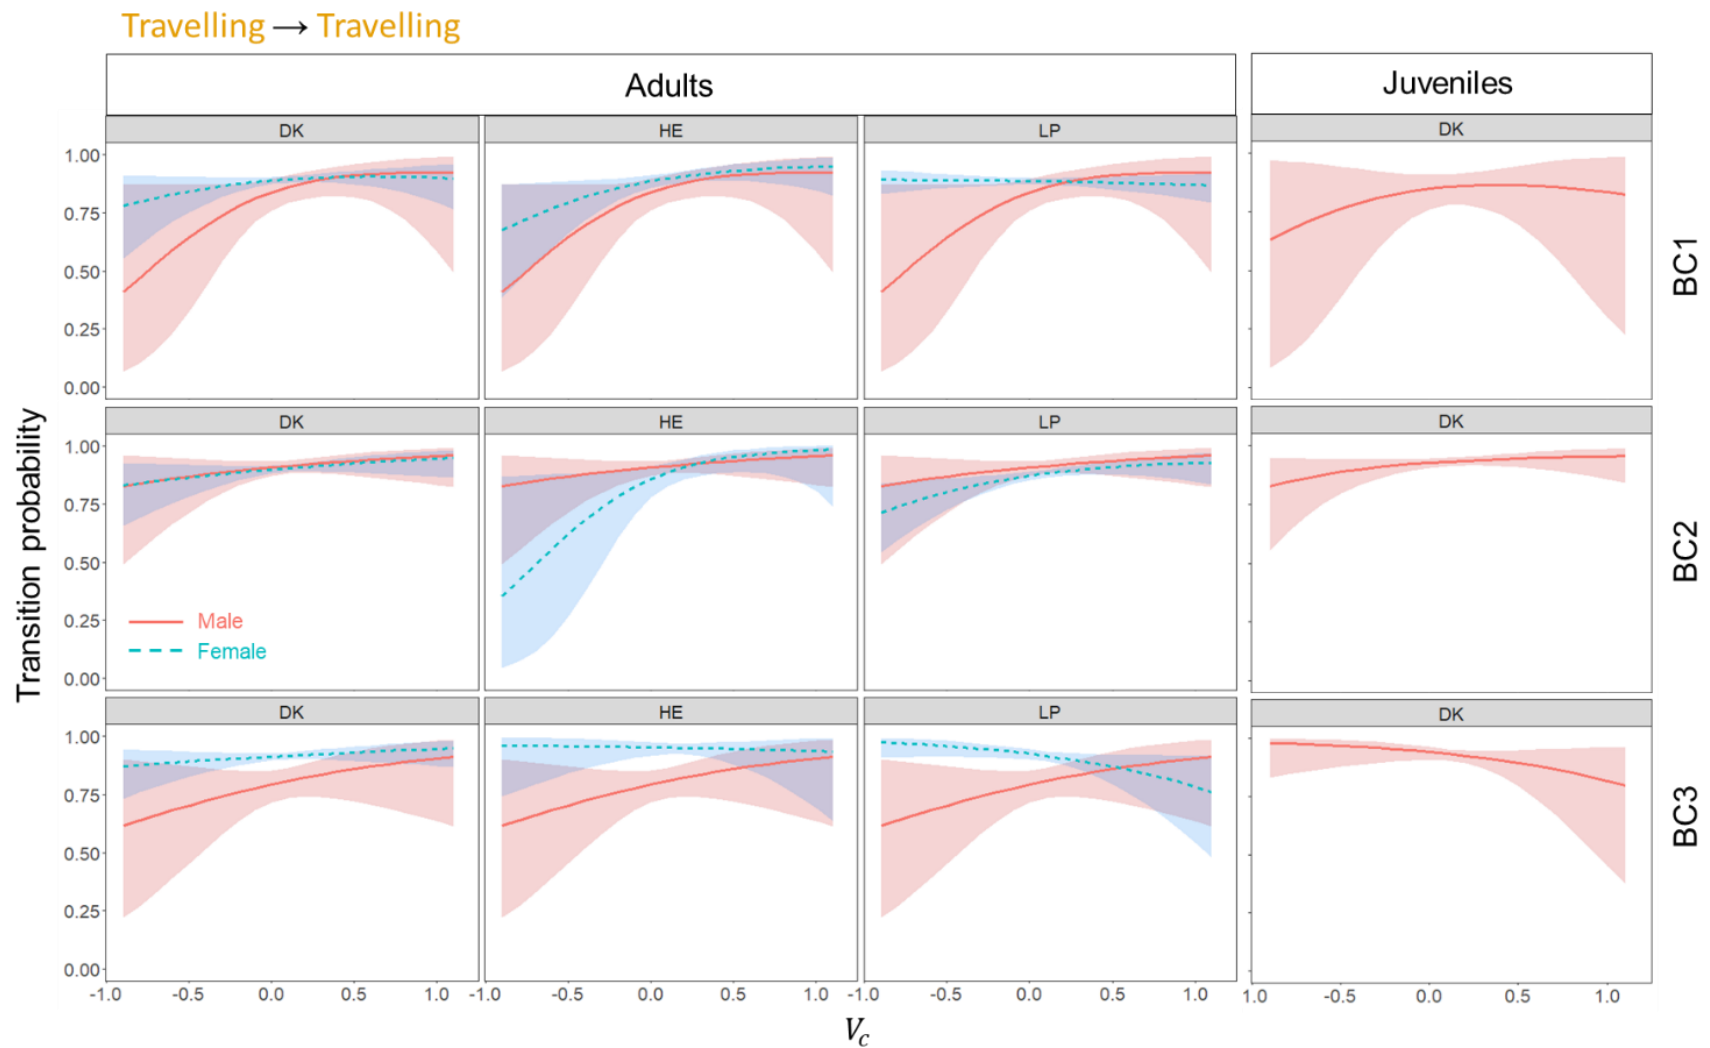 Travelling → Travelling
Adults
Juveniles
DK
HE
LP
DK
1.00
0.75
0.50
0.25
0.00
BC1
DK
HE
LP
DK
1.00
0.75
0.50
0.25
0.00
Male
Female
BC2
Transition probability
DK
HE
LP
DK
1.00
0.75
0.50
0.25
0.00
BC3
-1.0 -0.5 0.0 0.5 1.0 -1.0 -0.5 0.0 0.5 1.0 -1.0 -0.5 0.0 0.5 1.0 1.0 -0.5 0.0 0.5 1.0
Vc